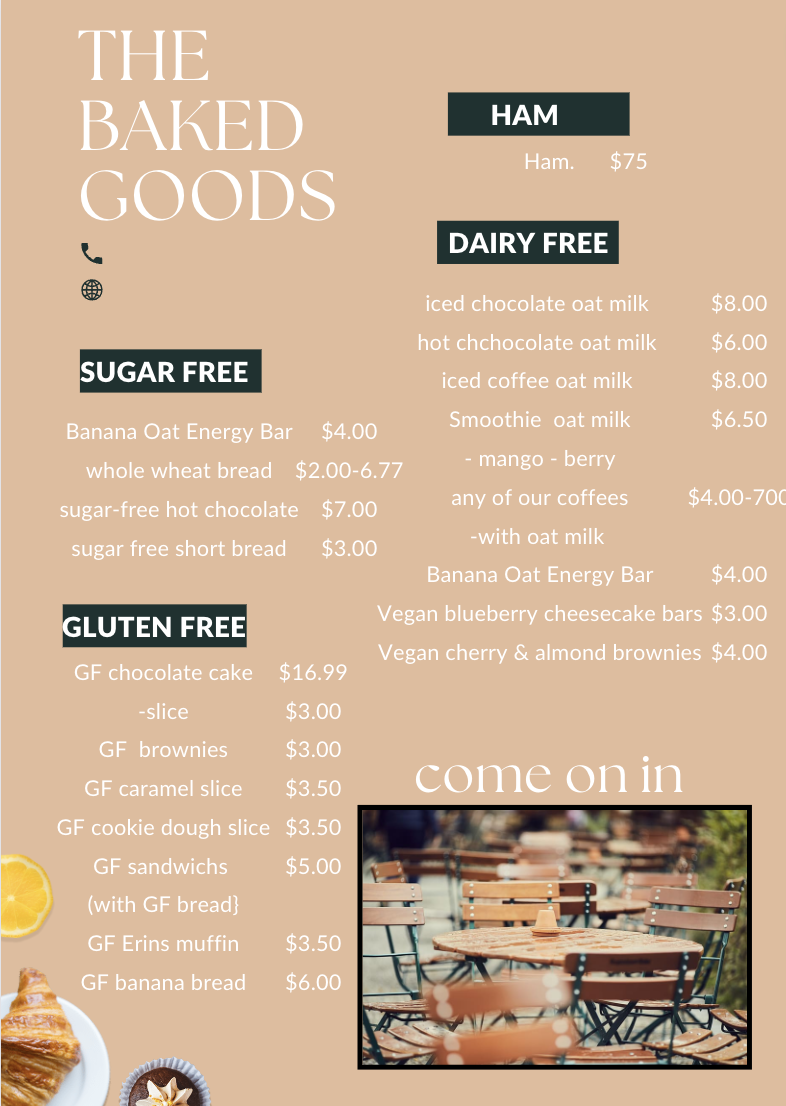 THE
BAKED
GOODS
SUGAR FREE
Banana Oat Energy Bar $4.00
whole wheat bread $2.00-6.77
sugar-free hot chocolate $7.00
sugar free short bread $3.00
GLUTEN FREE
GF chocolate cake $16.99
-slice $3.00
GF brownies $3.00
GF caramel slice $3.50
GF cookie dough slice $3.50
GF sandwichs $5.00
(with GF bread}
GF Erins muffin $3.50
GF banana bread $6.00
HAM
Ham. $75
DAIRY FREE
iced chocolate oat milk $8.00
hot chchocolate oat milk $6.00
iced coffee oat milk $8.00
Smoothie oat milk $6.50
- mango - berry
any of our coffees $4.00-700
-with oat milk
Banana Oat Energy Bar $4.00
Vegan blueberry cheesecake bars $3.00
Vegan cherry & almond brownies $4.00
come on in